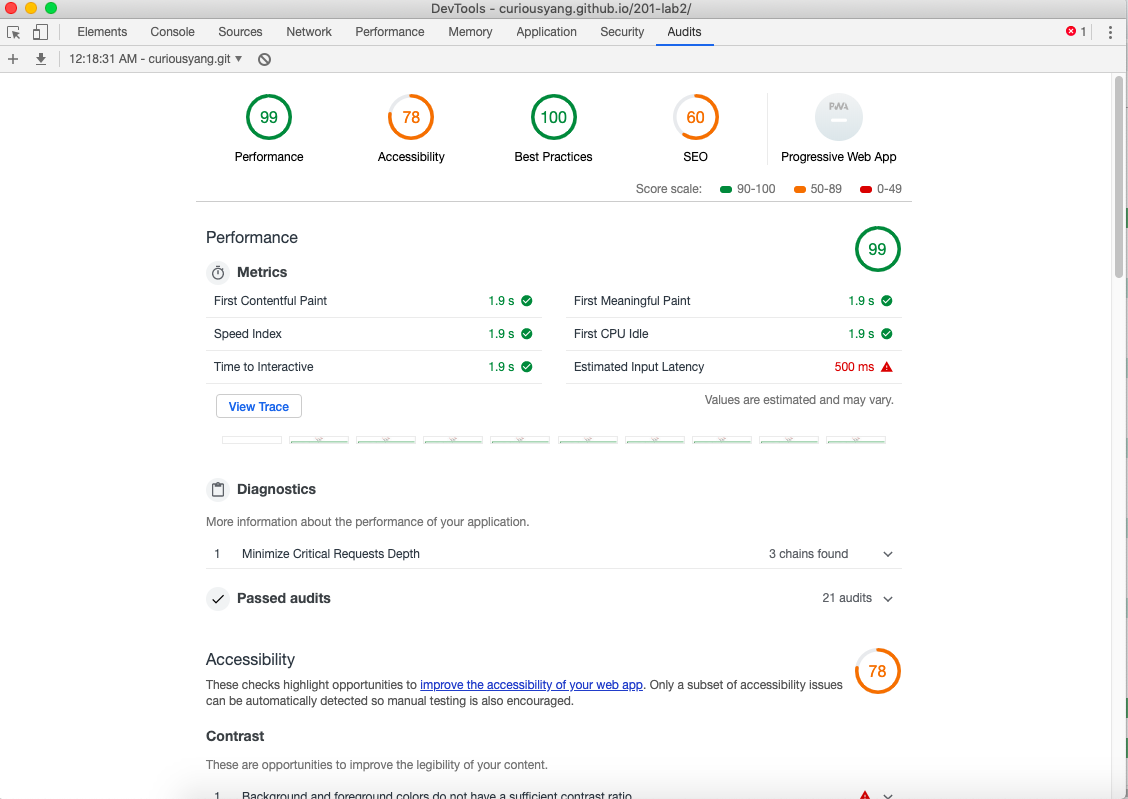 DevTools - curiousyang.github.io/201-lab2/
Elements Console Sources Network Performance Memory Application Security Audits 1
12:18:31 AM - curiousyang.git
99 78 100 60 PWA
Performance Accessibility Best Practices SEO Progressive Web App
Score scale: 90-100 50-89 0-49
Performance 99
Metrics
First Contentful Paint 1.9 s First Meaningful Paint 1.9 s
Speed Index 1.9 s First CPU Idle 1.9 s
Time to Interactive 1.9 s Estimated Input Latency 500 ms
View Trace Values are estimated and may vary.
Diagnostics
More information about the performance of your application.
1 Minimize Critical Requests Depth 3 chains found
Passed audits 21 audits
Accessibility 78
These checks highlight opportunities to improve the accessibility of your web app. Only a subset of accessibility issues
can be automatically detected so manual testing is also encouraged.
Contrast
These are opportunities to improve the legibility of your content.
1 Background and foreground colors do not have a sufficient contrast ratio